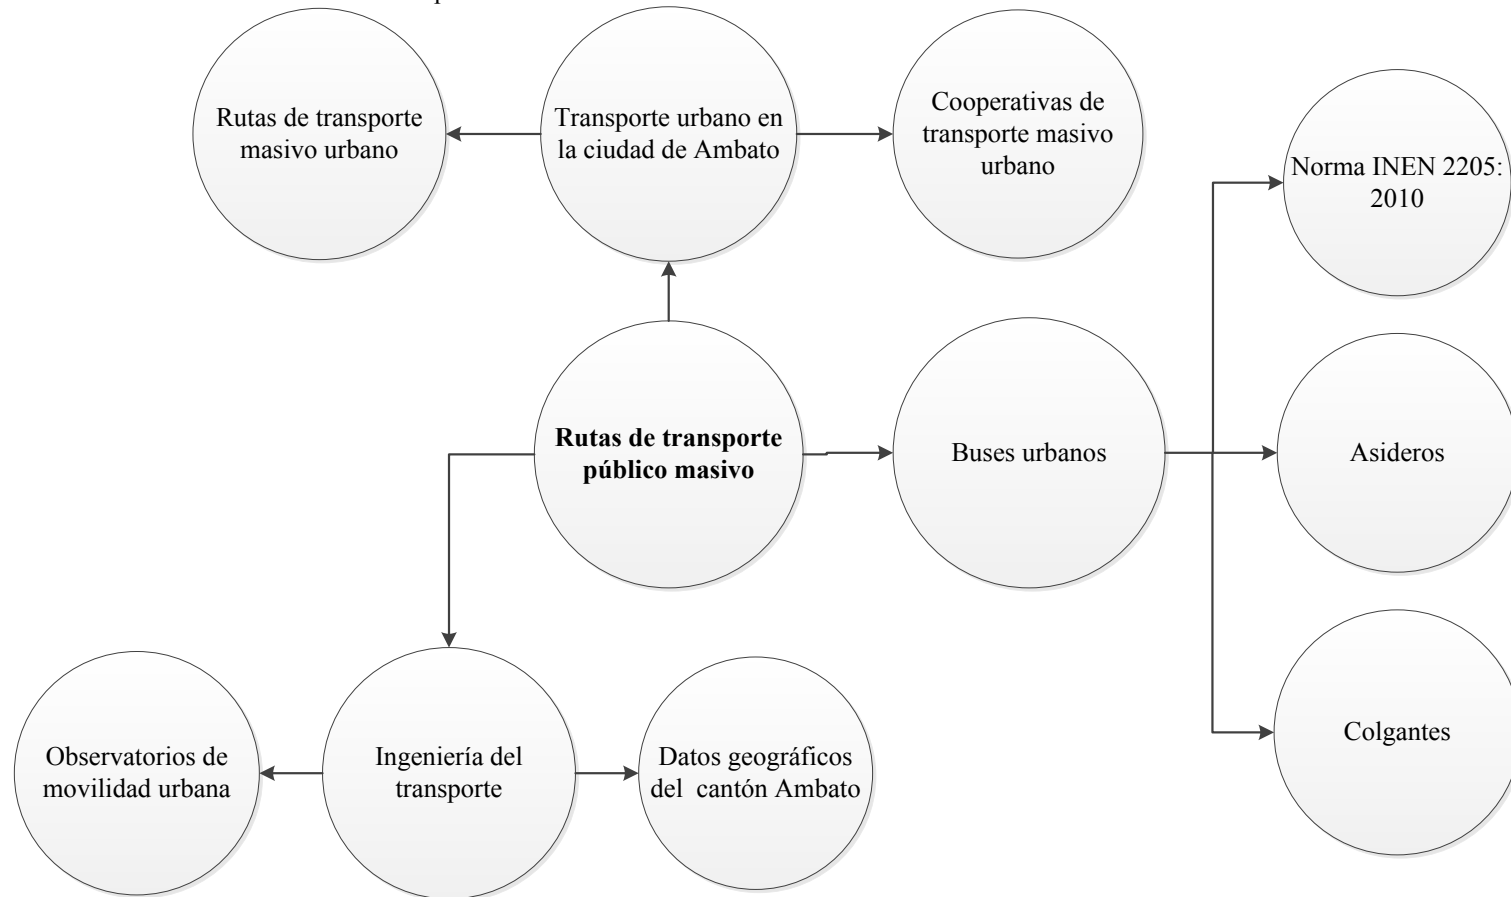 Rutas de transporte
masivo urbano
Transporte urbano en
la ciudad de Ambato
Cooperativas de
transporte masivo
urbano
Norma INEN 2205:
2010
Rutas de transporte
público masivo
Buses urbanos
Asideros
Colgantes
Observatorios de
movilidad urbana
Ingeniería del
transporte
Datos geográficos
del cantón Ambato